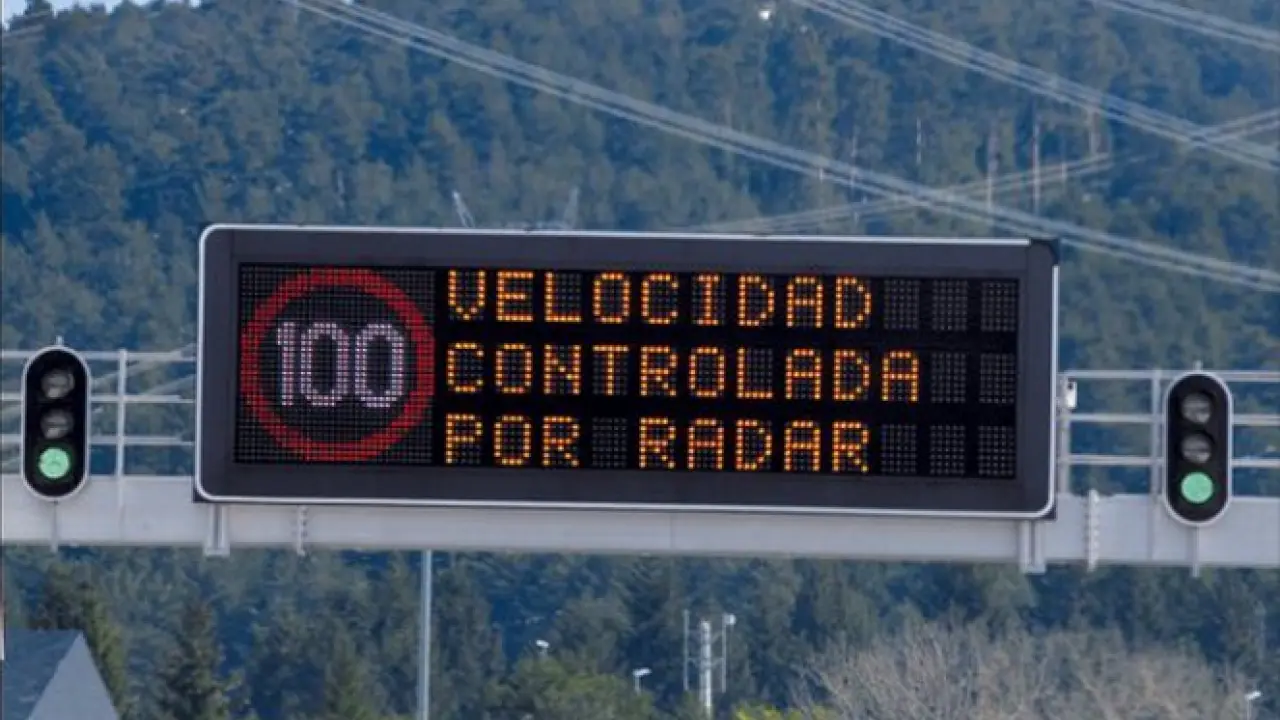 100
VELOCIDAD
CONTROLADA
POR RADAR